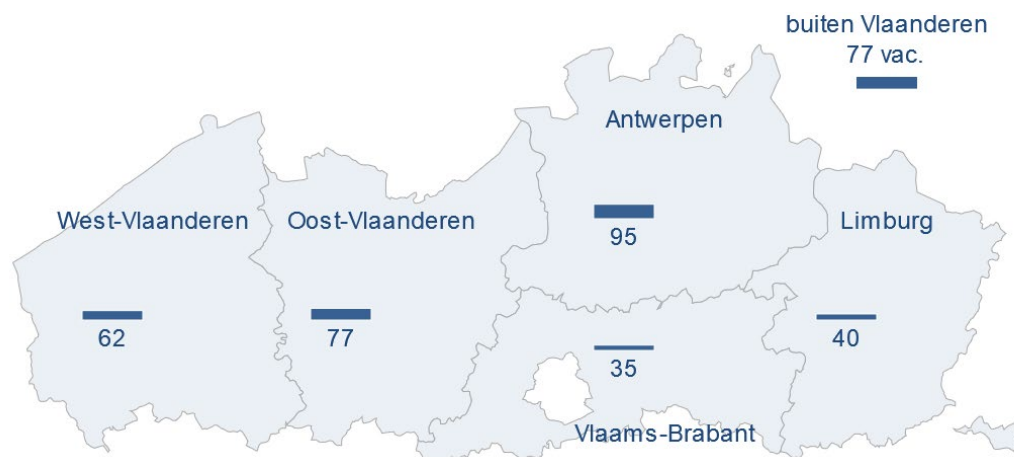 buiten Vlaanderen
77 vac.
Antwerpen
95
West-Vlaanderen
62
Oost-Vlaanderen
77
Limburg
40
35
Vlaams-Brabant